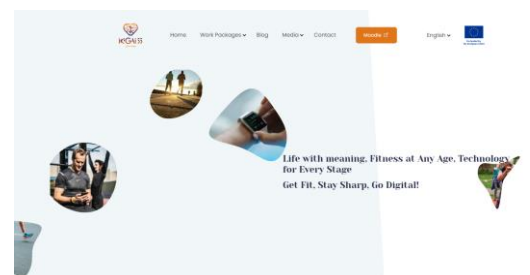 Home Work Packages Blog Media Contact Moodle English
Life with meaning, Fitness at Any Age, Technology
for Every Stage
Get Fit, Stay Sharp, Go Digital!